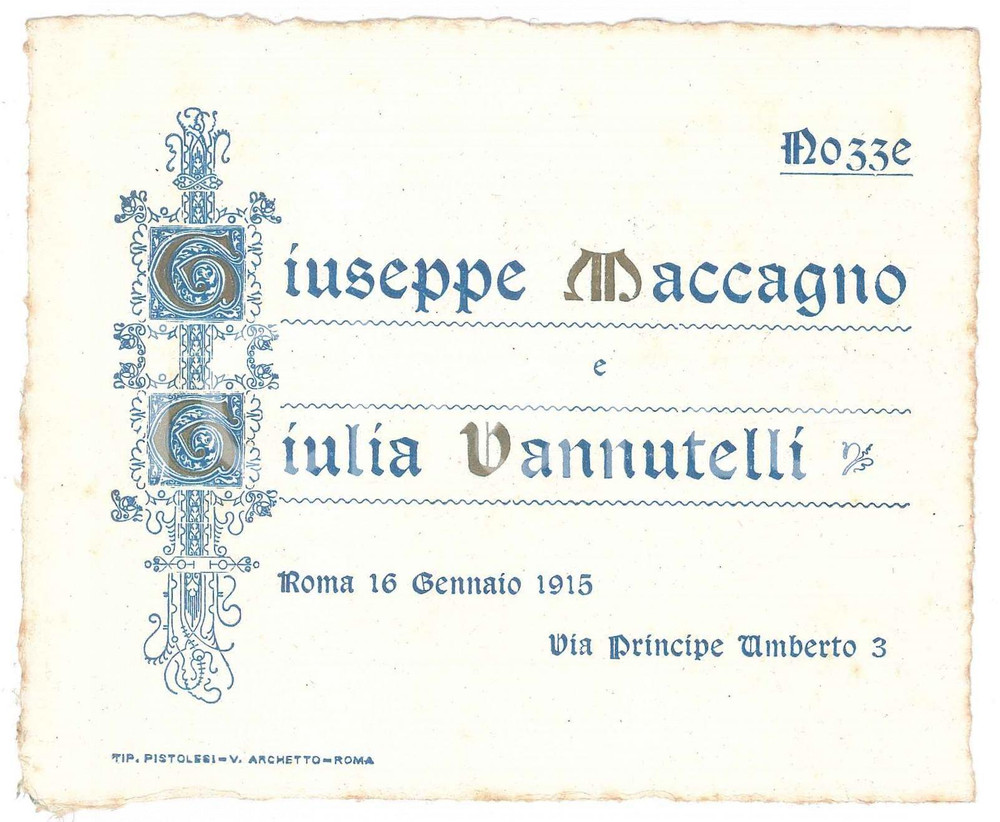 Nozze
Giuseppe Maccagno
e
Giulia Vannutelli
Roma 16 Gennaio 1915
Via Principe Umberto 3
TIP. PISTOLESI=V. ARCHETTO=ROMA